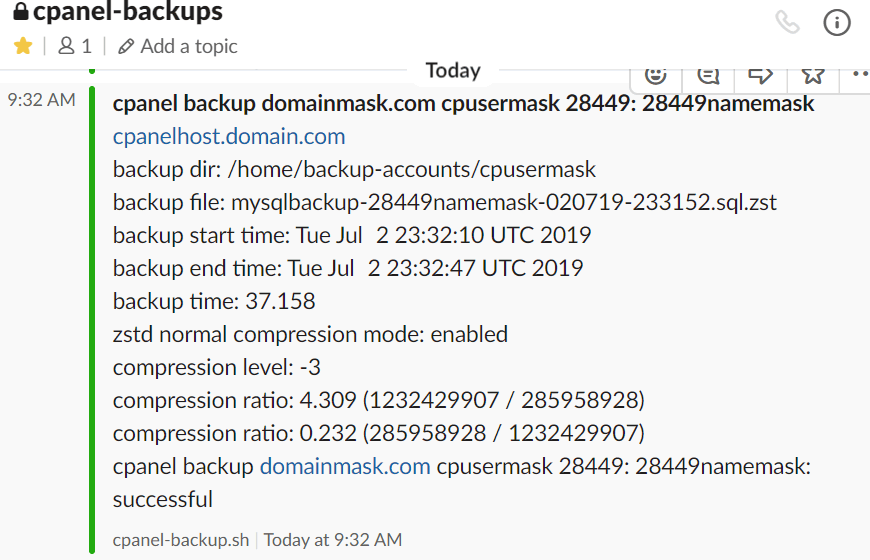 cpanel-backups
1 | Add a topic
Today
9:32 AM
cpanel backup domainmask.com cpusermask 28449: 28449namemask
cpanelhost.domain.com
backup dir: /home/backup-accounts/cpusermask
backup file: mysqlbackup-28449namemask-020719-233152.sql.zst
backup start time: Tue Jul  2 23:32:10 UTC 2019
backup end time: Tue Jul  2 23:32:47 UTC 2019
backup time: 37.158
zstd normal compression mode: enabled
compression level: -3
compression ratio: 4.309 (1232429907 / 285958928)
compression ratio: 0.232 (285958928 / 1232429907)
cpanel backup domainmask.com cpusermask 28449: 28449namemask:
successful
cpanel-backup.sh | Today at 9:32 AM